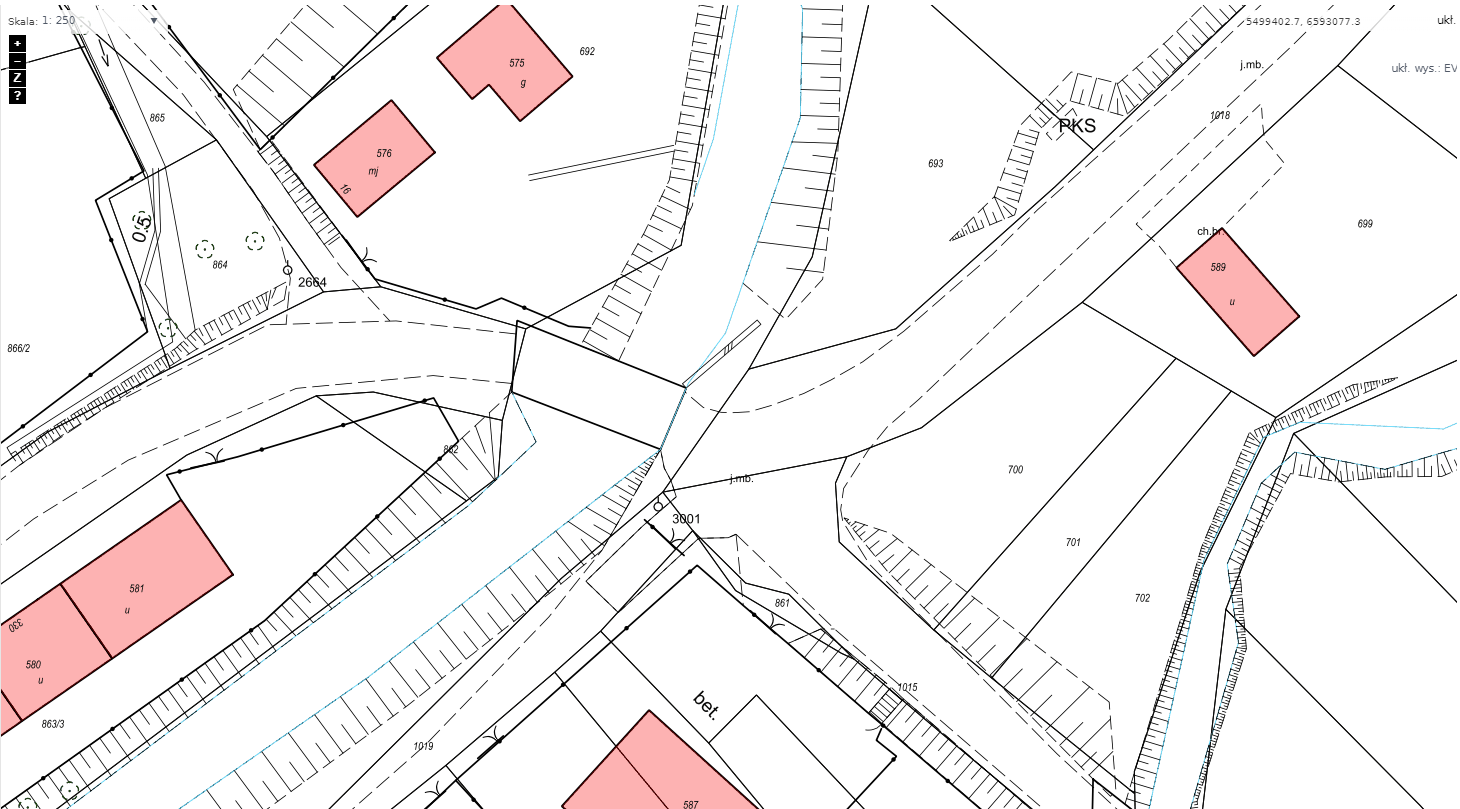 Skala: 1: 250
5499402.7, 6593077.3
ukł.
+
−
Z
?
ukł. wys.: EV
692
575
g
j.mb.
865
1018
PKS
576
mj
16
693
0.5
699
ch.br.
864
589
2664
u
866/2
862
700
j.mb.
3001
701
581
u
702
861
330
580
u
1015
bet.
863/3
1019
587